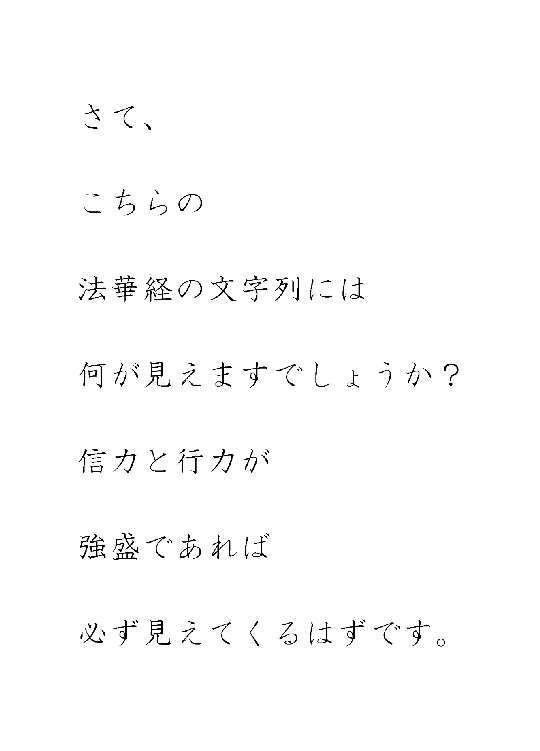 さて、
こちらの
法華経の文字列には
何が見えますでしょうか？
信力と行力が
強盛であれば
必ず見えてくるはずです。